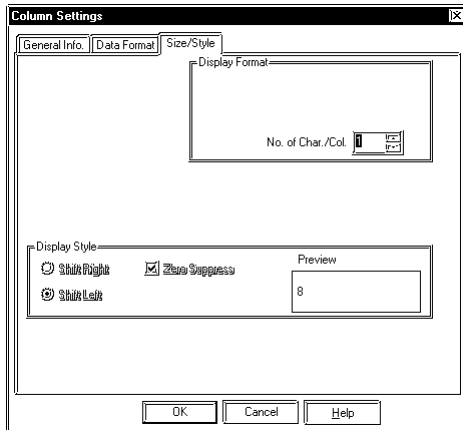 Column Settings
General Info. Data Format Size/Style
Display Format
No. of Char./Col. 1
Display Style
Shift Right Zero Suppress Preview
Shift Left 8
OK Cancel Help